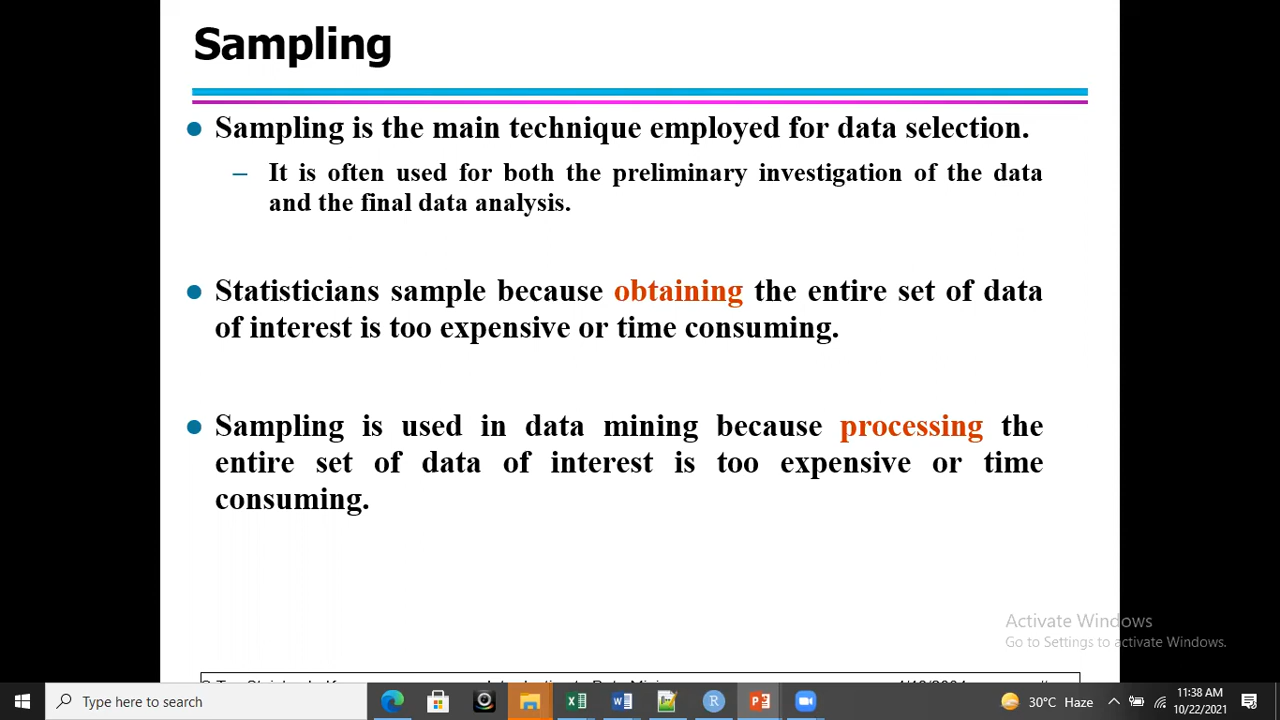 Sampling
● Sampling is the main technique employed for data selection.
– It is often used for both the preliminary investigation of the data
and the final data analysis.
● Statisticians sample because obtaining the entire set of data
of interest is too expensive or time consuming.
● Sampling is used in data mining because processing the
entire set of data of interest is too expensive or time
consuming.
Activate Windows
Go to Settings to activate Windows.
Type here to search
30°C Haze
11:38 AM
10/22/2021